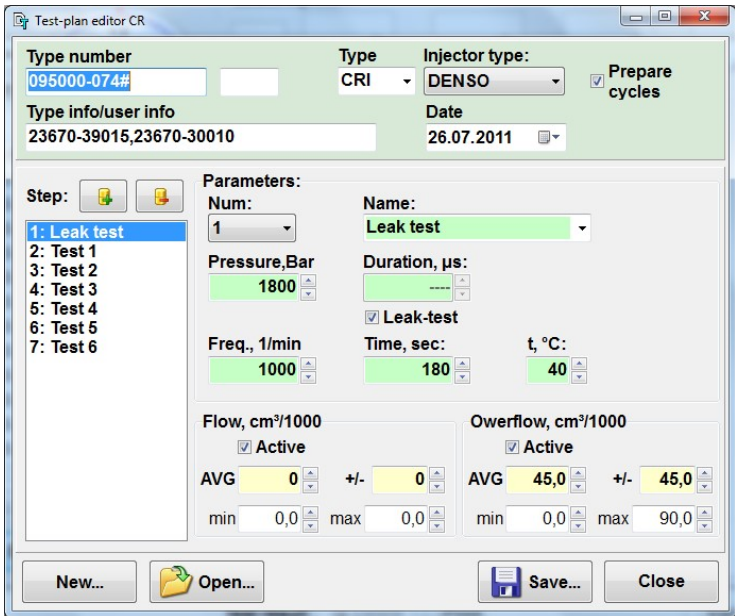 Test-plan editor CR
Type number Type Injector type:
095000-074# CRI DENSO Prepare cycles
Type info/user info Date
23670-39015,23670-30010 26.07.2011
Step: Parameters:
Num: Name:
1 Leak test
1: Leak test
2: Test 1
3: Test 2
4: Test 3
5: Test 4
6: Test 5
7: Test 6
Pressure,Bar Duration, µs:
1800 ----
Leak-test
Freq., 1/min Time, sec: t, °C:
1000 180 40
Flow, cm³/1000 Owerflow, cm³/1000
Active Active
AVG 0 +/- 0 AVG 45,0 +/- 45,0
min 0,0 max 0,0 min 0,0 max 90,0
New... Open... Save... Close